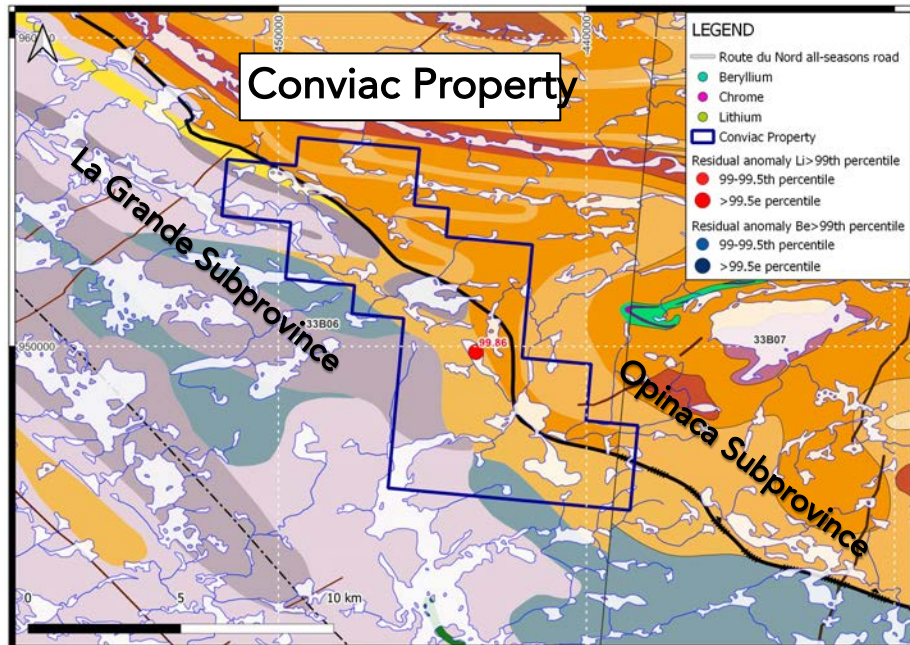 960000
450000
440000
Conviac Property
La Grande Subprovince
33B06
950000
99.86
33B07
Opinaca Subprovince
0 5 10 km
LEGEND
Route du Nord all-seasons road
Beryllium
Chrome
Lithium
Conviac Property
Residual anomaly Li>99th percentile
99-99.5th percentile
>99.5e percentile
Residual anomaly Be>99th percentile
99-99.5th percentile
>99.5e percentile